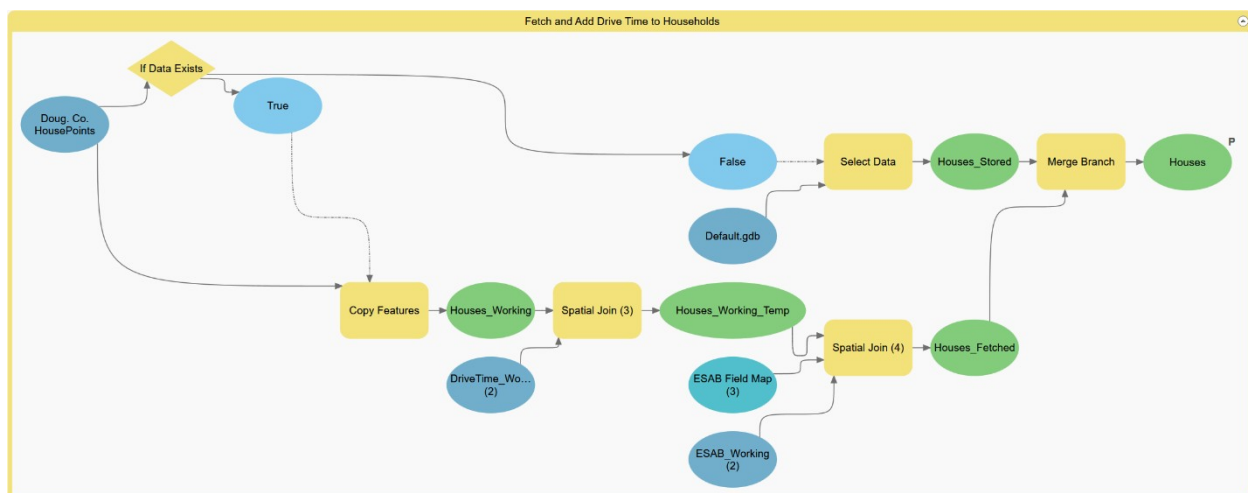 Fetch and Add Drive Time to Households
If Data Exists
True
Doug. Co.
HousePoints
False
Select Data
Houses_Stored
Merge Branch
Houses
P
Default.gdb
Copy Features
Houses_Working
Spatial Join (3)
Houses_Working_Temp
DriveTime_Wo...
(2)
ESAB Field Map
(3)
Spatial Join (4)
Houses_Fetched
ESAB_Working
(2)